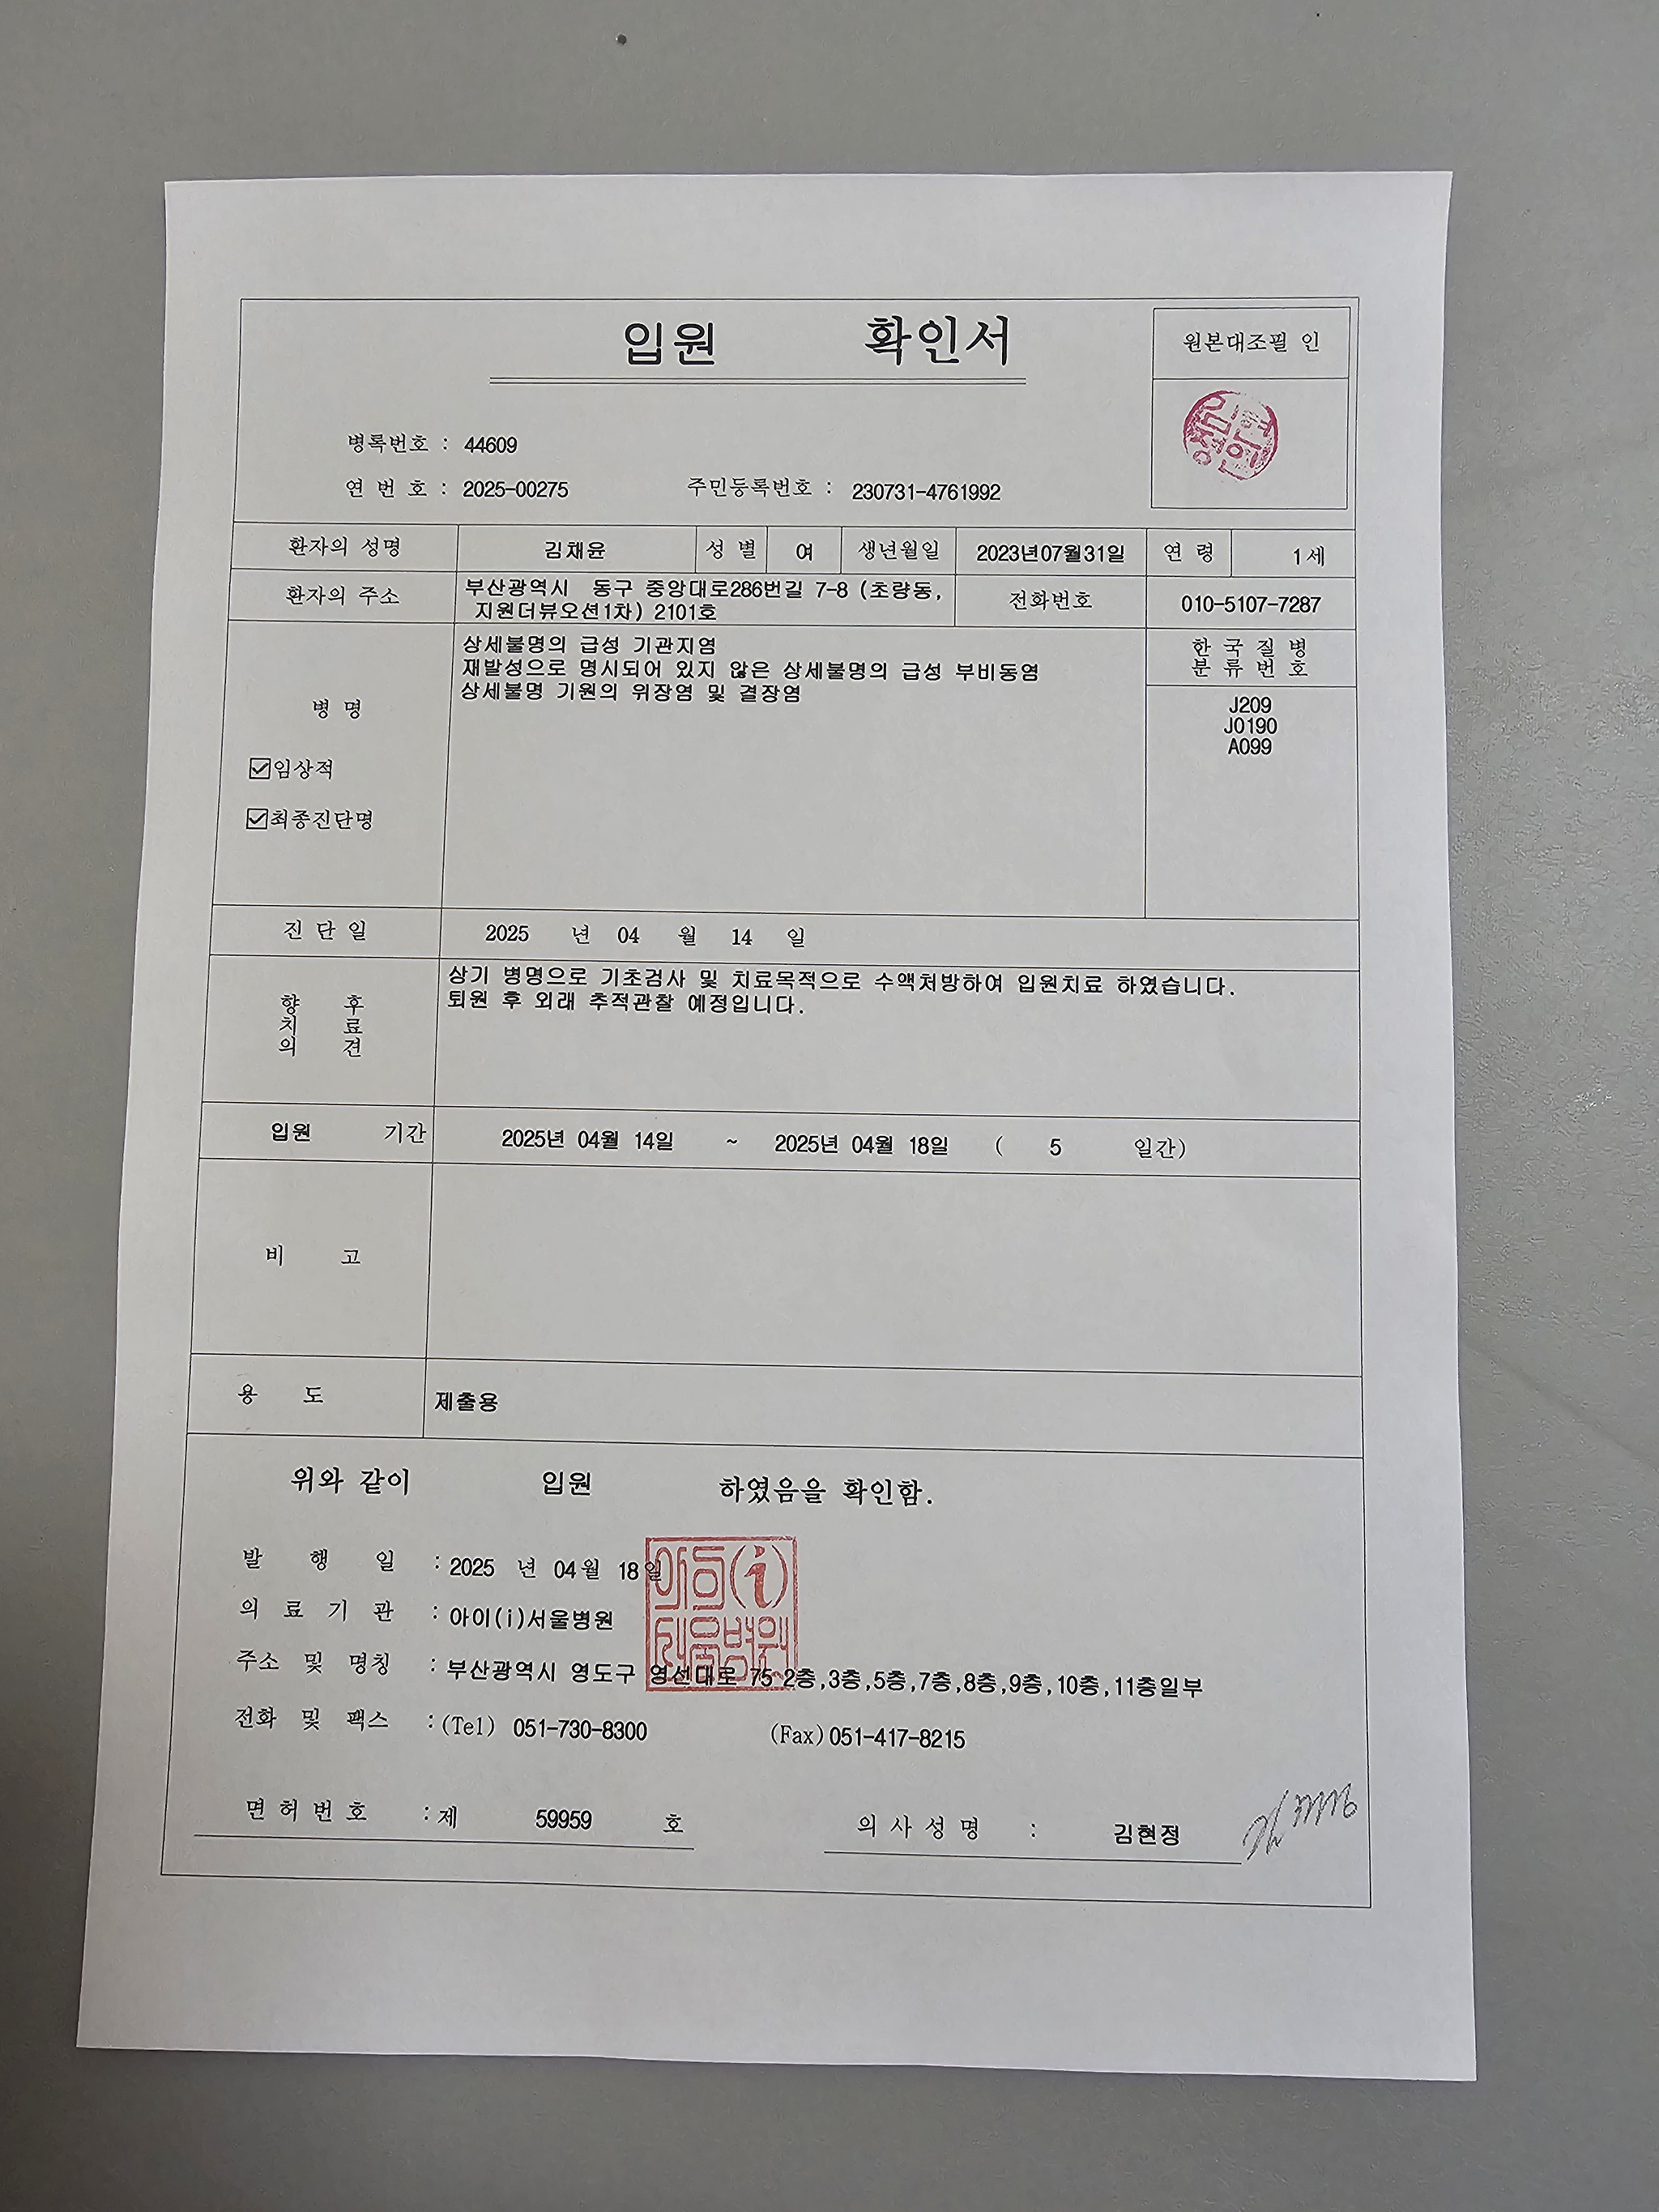 입원 확인서
원본대조필 인
병록번호 : 44609
연 번 호 : 2025-00275 주민등록번호 : 230731-4761992
환자의 성명 김채윤 성 별 여 생년월일 2023년07월31일 연 령 1세
환자의 주소 부산광역시 동구 중앙대로286번길 7-8 (초량동,
지원더뷰오션1차) 2101호
전화번호 010-5107-7287
병 명
☑임상적
☑최종진단명
상세불명의 급성 기관지염
재발성으로 명시되어 있지 않은 상세불명의 급성 부비동염
상세불명 기원의 위장염 및 결장염
한 국 질 병
분 류 번 호
J209
J0190
A099
진 단 일 2025 년 04 월 14 일
향 후
치 료
의 견
상기 병명으로 기초검사 및 치료목적으로 수액처방하여 입원치료 하였습니다.
퇴원 후 외래 추적관찰 예정입니다.
입원 기간 2025년 04월 14일 ~ 2025년 04월 18일 ( 5 일간)
비 고
용 도 제출용
위와 같이 입원 하였음을 확인함.
발 행 일 : 2025 년 04월 18일
의 료 기 관 : 아이(i)서울병원
아이(i)
서울병원
주소 및 명칭 : 부산광역시 영도구 영선대로 75 2층,3층,5층,7층,8층,9층,10층,11층일부
전화 및 팩스 :(Tel) 051-730-8300 (Fax)051-417-8215
면 허 번 호 :제 59959 호 의 사 성 명 : 김현정